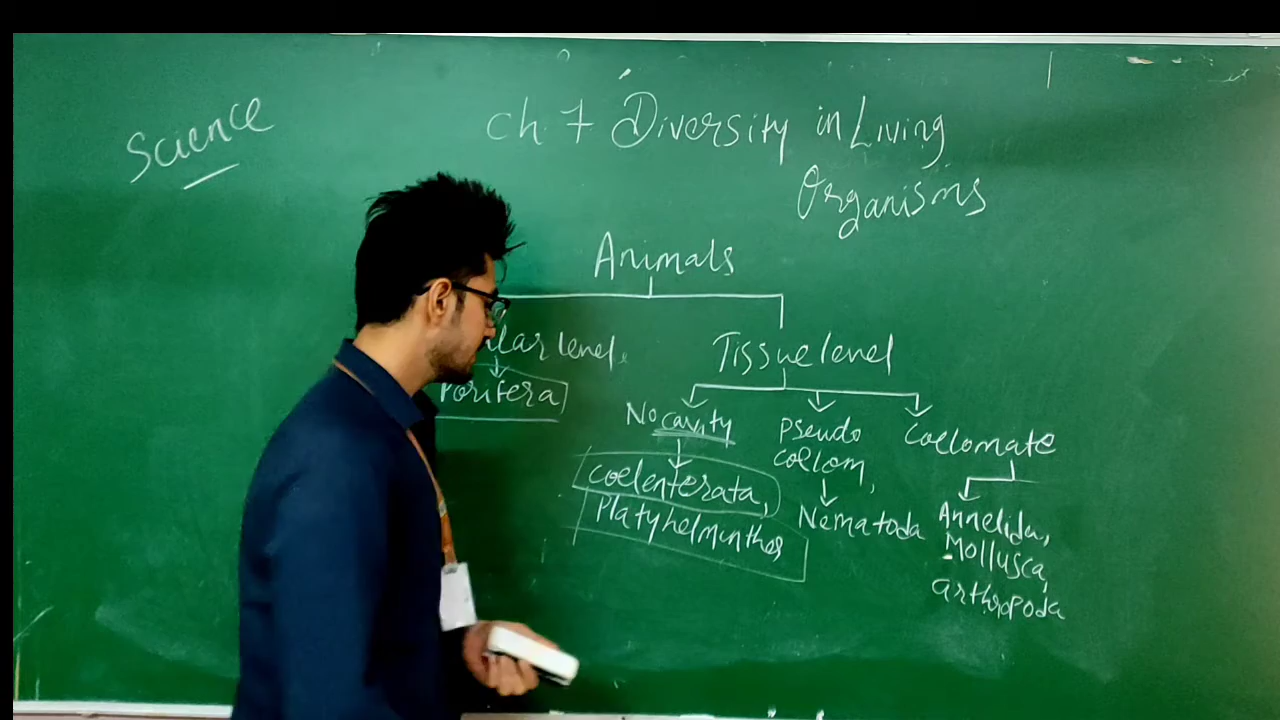 Science
Ch. 7 Diversity in Living
Organisms
Animals
level.
Tissue level
Porifera
No cavity
Pseudo
coelom,
Coelomate
coelenterata,
Platyhelminthes
Nematoda
Annelida,
Mollusca,
arthropoda